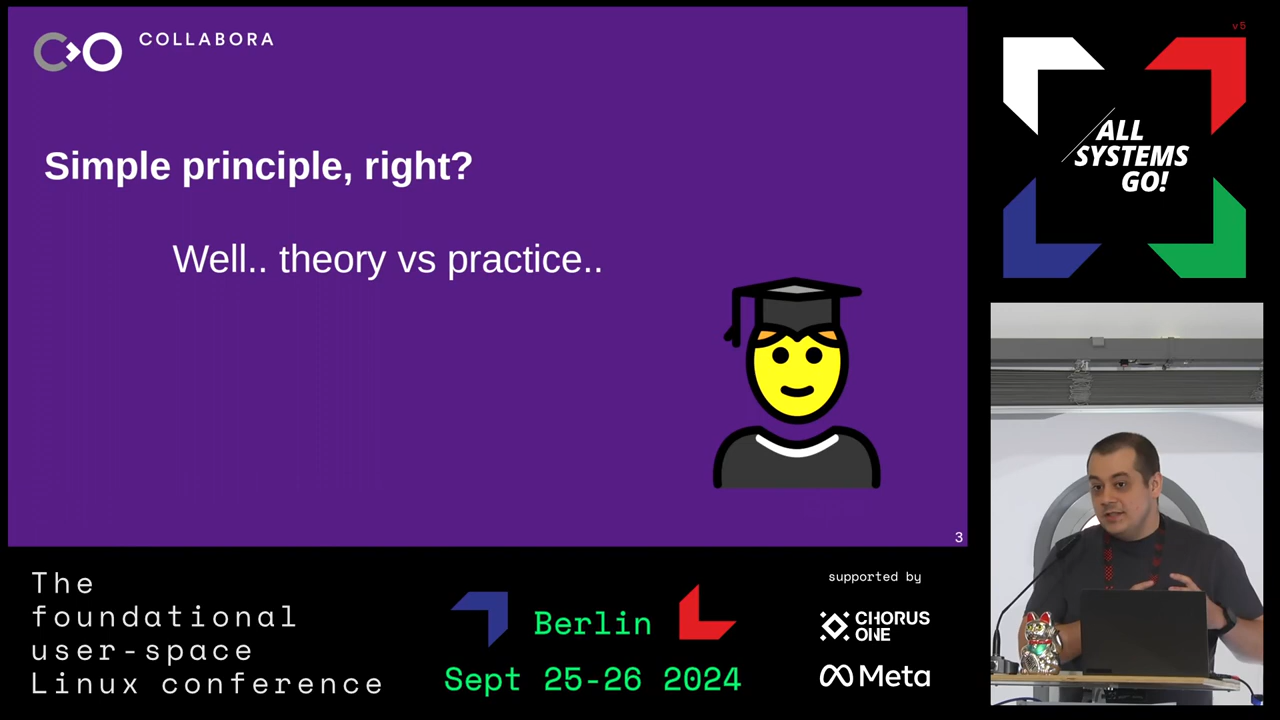 COLLABORA
Simple principle, right?
Well.. theory vs practice..
3
v5
ALL
SYSTEMS
GO!
The
foundational
user-space
Linux conference
Berlin
Sept 25-26 2024
supported by
CHORUS
ONE
Meta